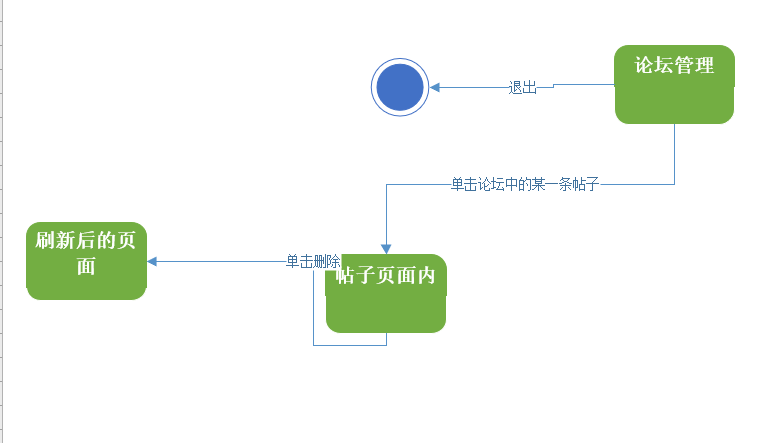 论坛管理
退出
单击论坛中的某一条帖子
刷新后的页
面
单击删除
帖子页面内